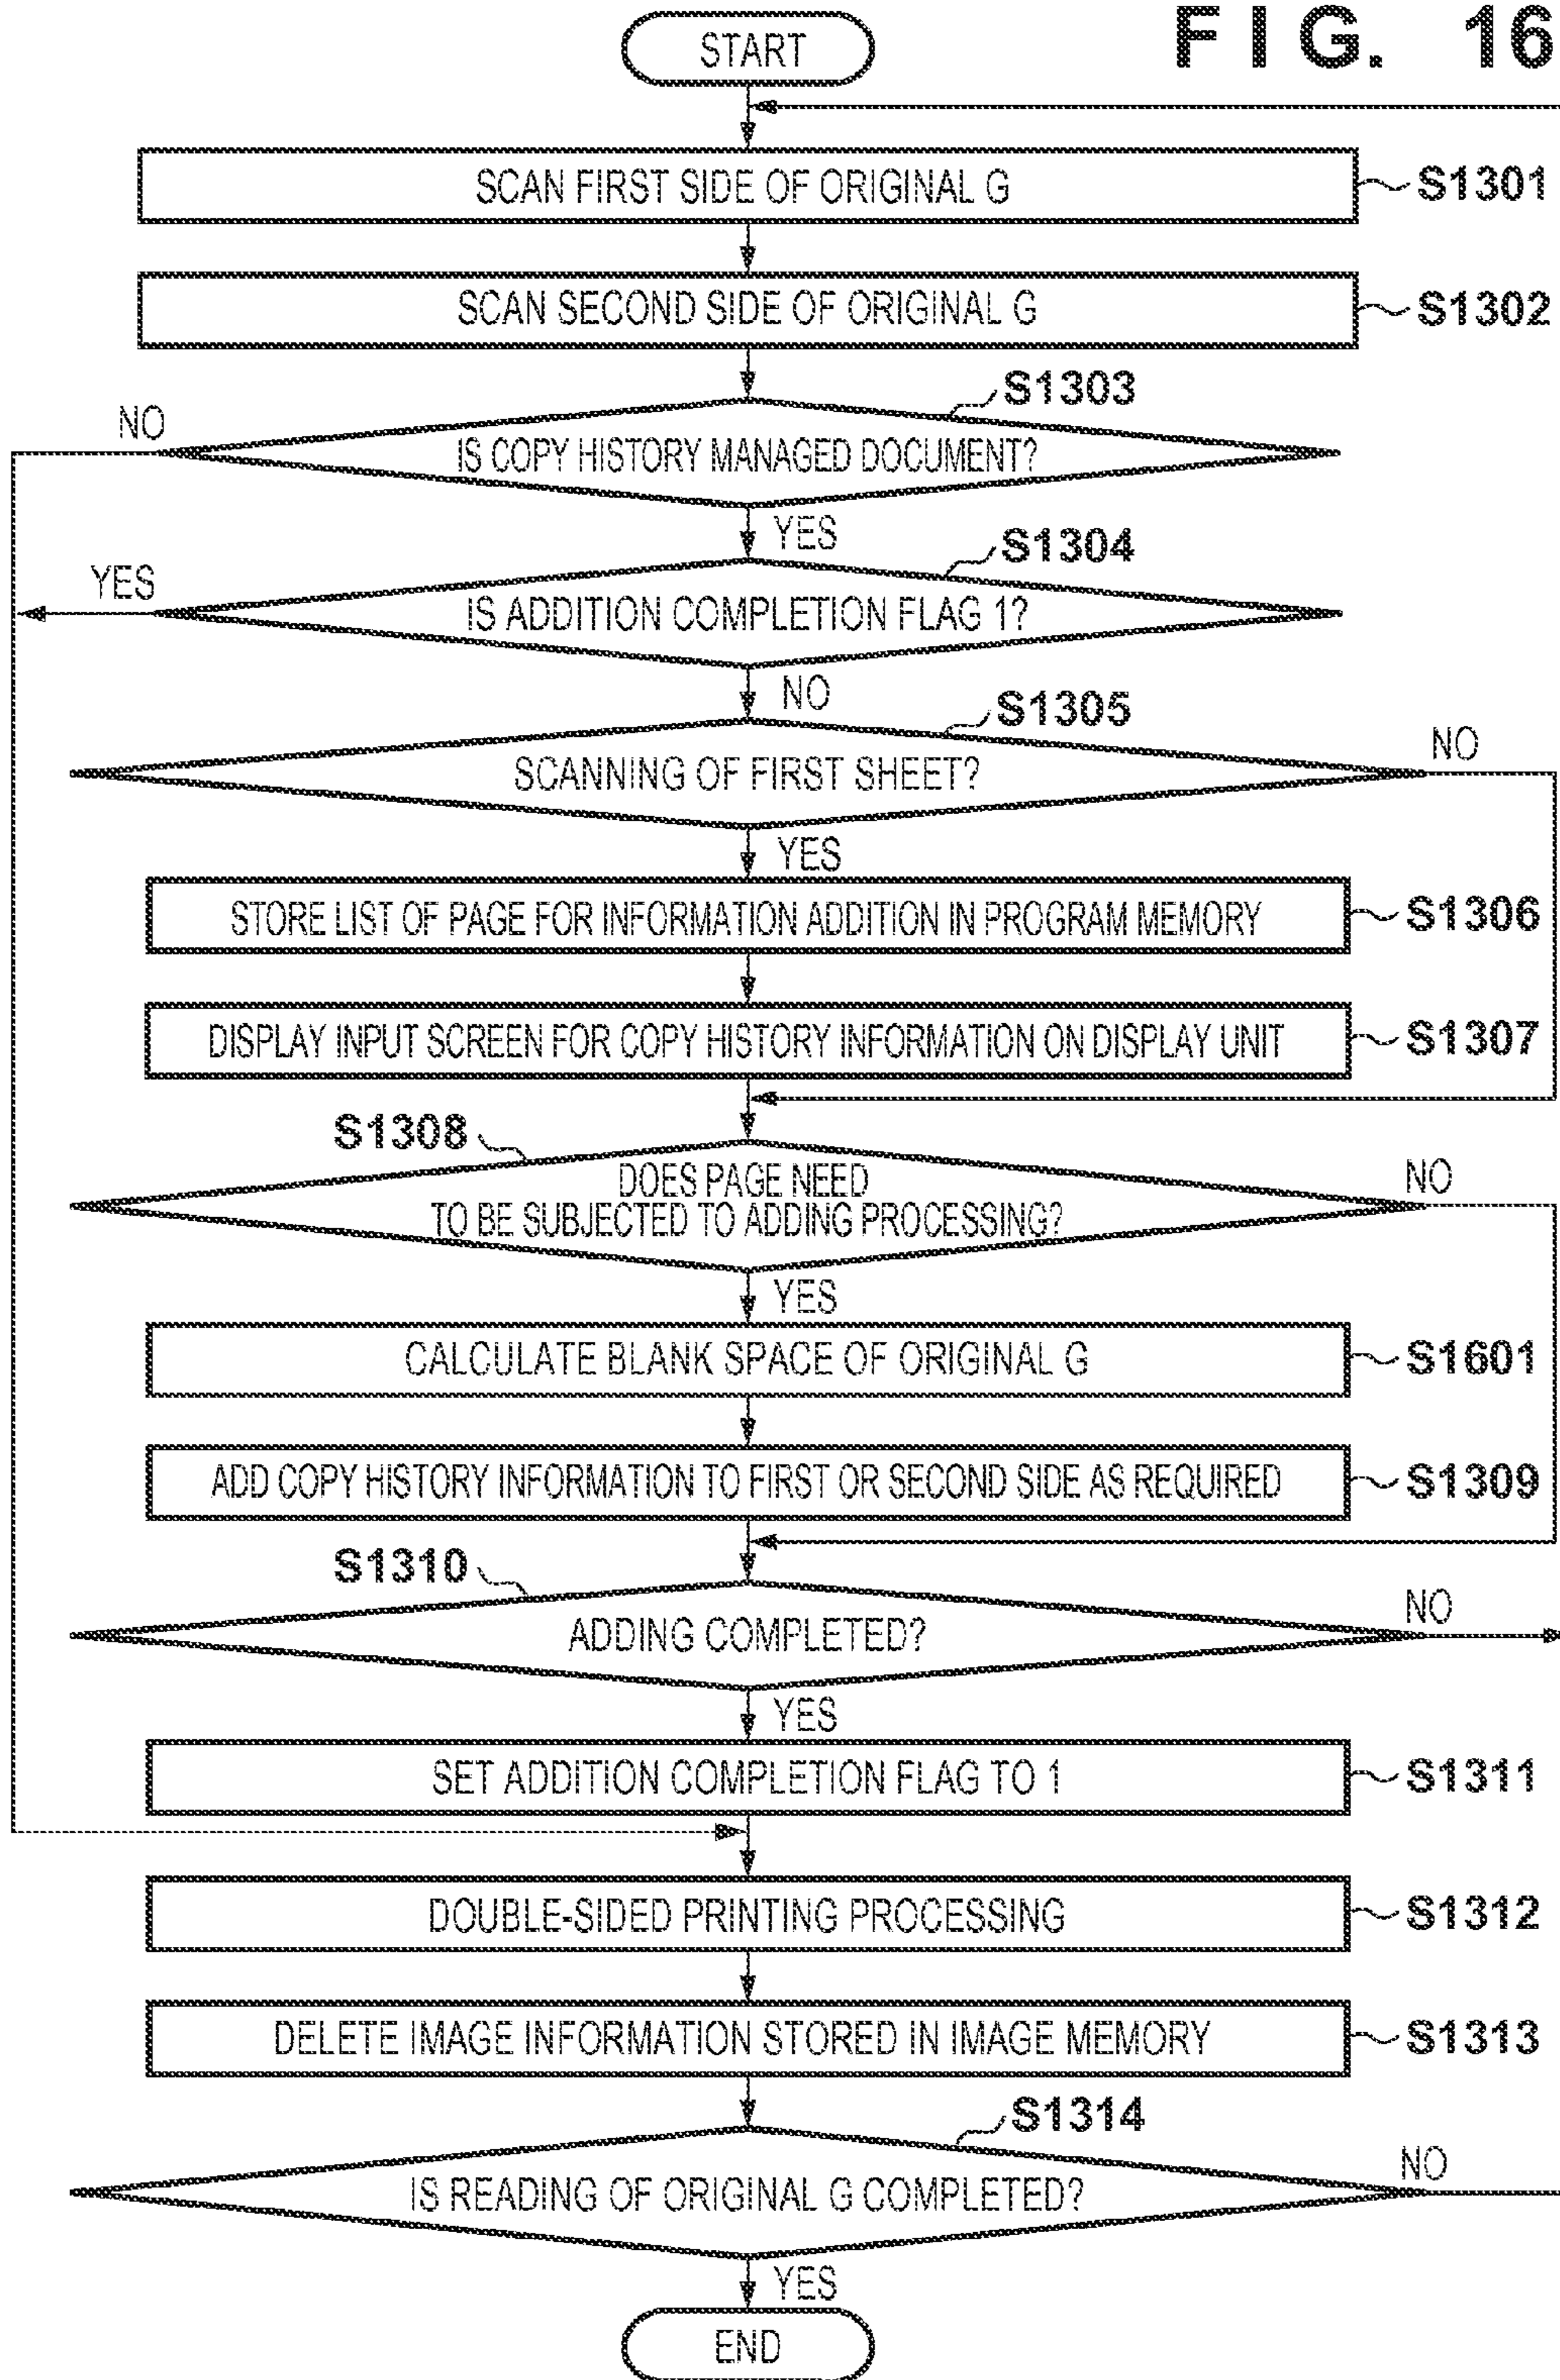 FIG. 16
START
SCAN FIRST SIDE OF ORIGINAL G
S1301
SCAN SECOND SIDE OF ORIGINAL G
S1302
S1303
NO
IS COPY HISTORY MANAGED DOCUMENT?
YES
S1304
YES
IS ADDITION COMPLETION FLAG 1?
NO
S1305
NO
SCANNING OF FIRST SHEET?
YES
STORE LIST OF PAGE FOR INFORMATION ADDITION IN PROGRAM MEMORY
S1306
DISPLAY INPUT SCREEN FOR COPY HISTORY INFORMATION ON DISPLAY UNIT
S1307
S1308
DOES PAGE NEED
TO BE SUBJECTED TO ADDING PROCESSING?
NO
YES
CALCULATE BLANK SPACE OF ORIGINAL G
S1601
ADD COPY HISTORY INFORMATION TO FIRST OR SECOND SIDE AS REQUIRED
S1309
S1310
ADDING COMPLETED?
NO
YES
SET ADDITION COMPLETION FLAG TO 1
S1311
DOUBLE-SIDED PRINTING PROCESSING
S1312
DELETE IMAGE INFORMATION STORED IN IMAGE MEMORY
S1313
S1314
IS READING OF ORIGINAL G COMPLETED?
NO
YES
END